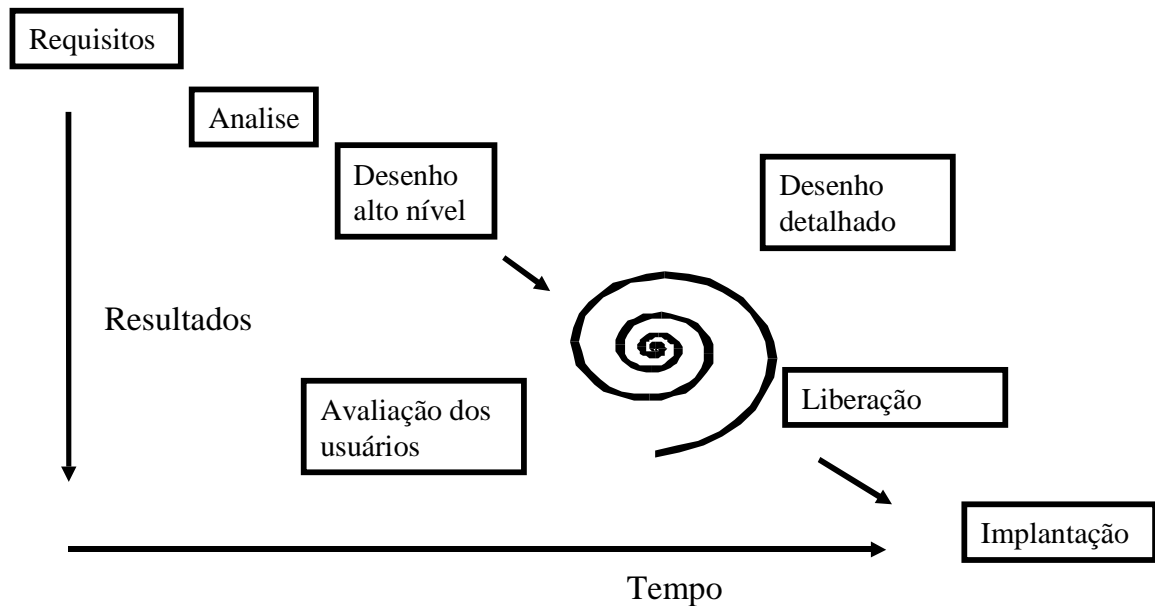 Requisitos
Analise
Desenho
alto nível
Desenho
detalhado
Resultados
Avaliação dos
usuários
Liberação
Implantação
Tempo